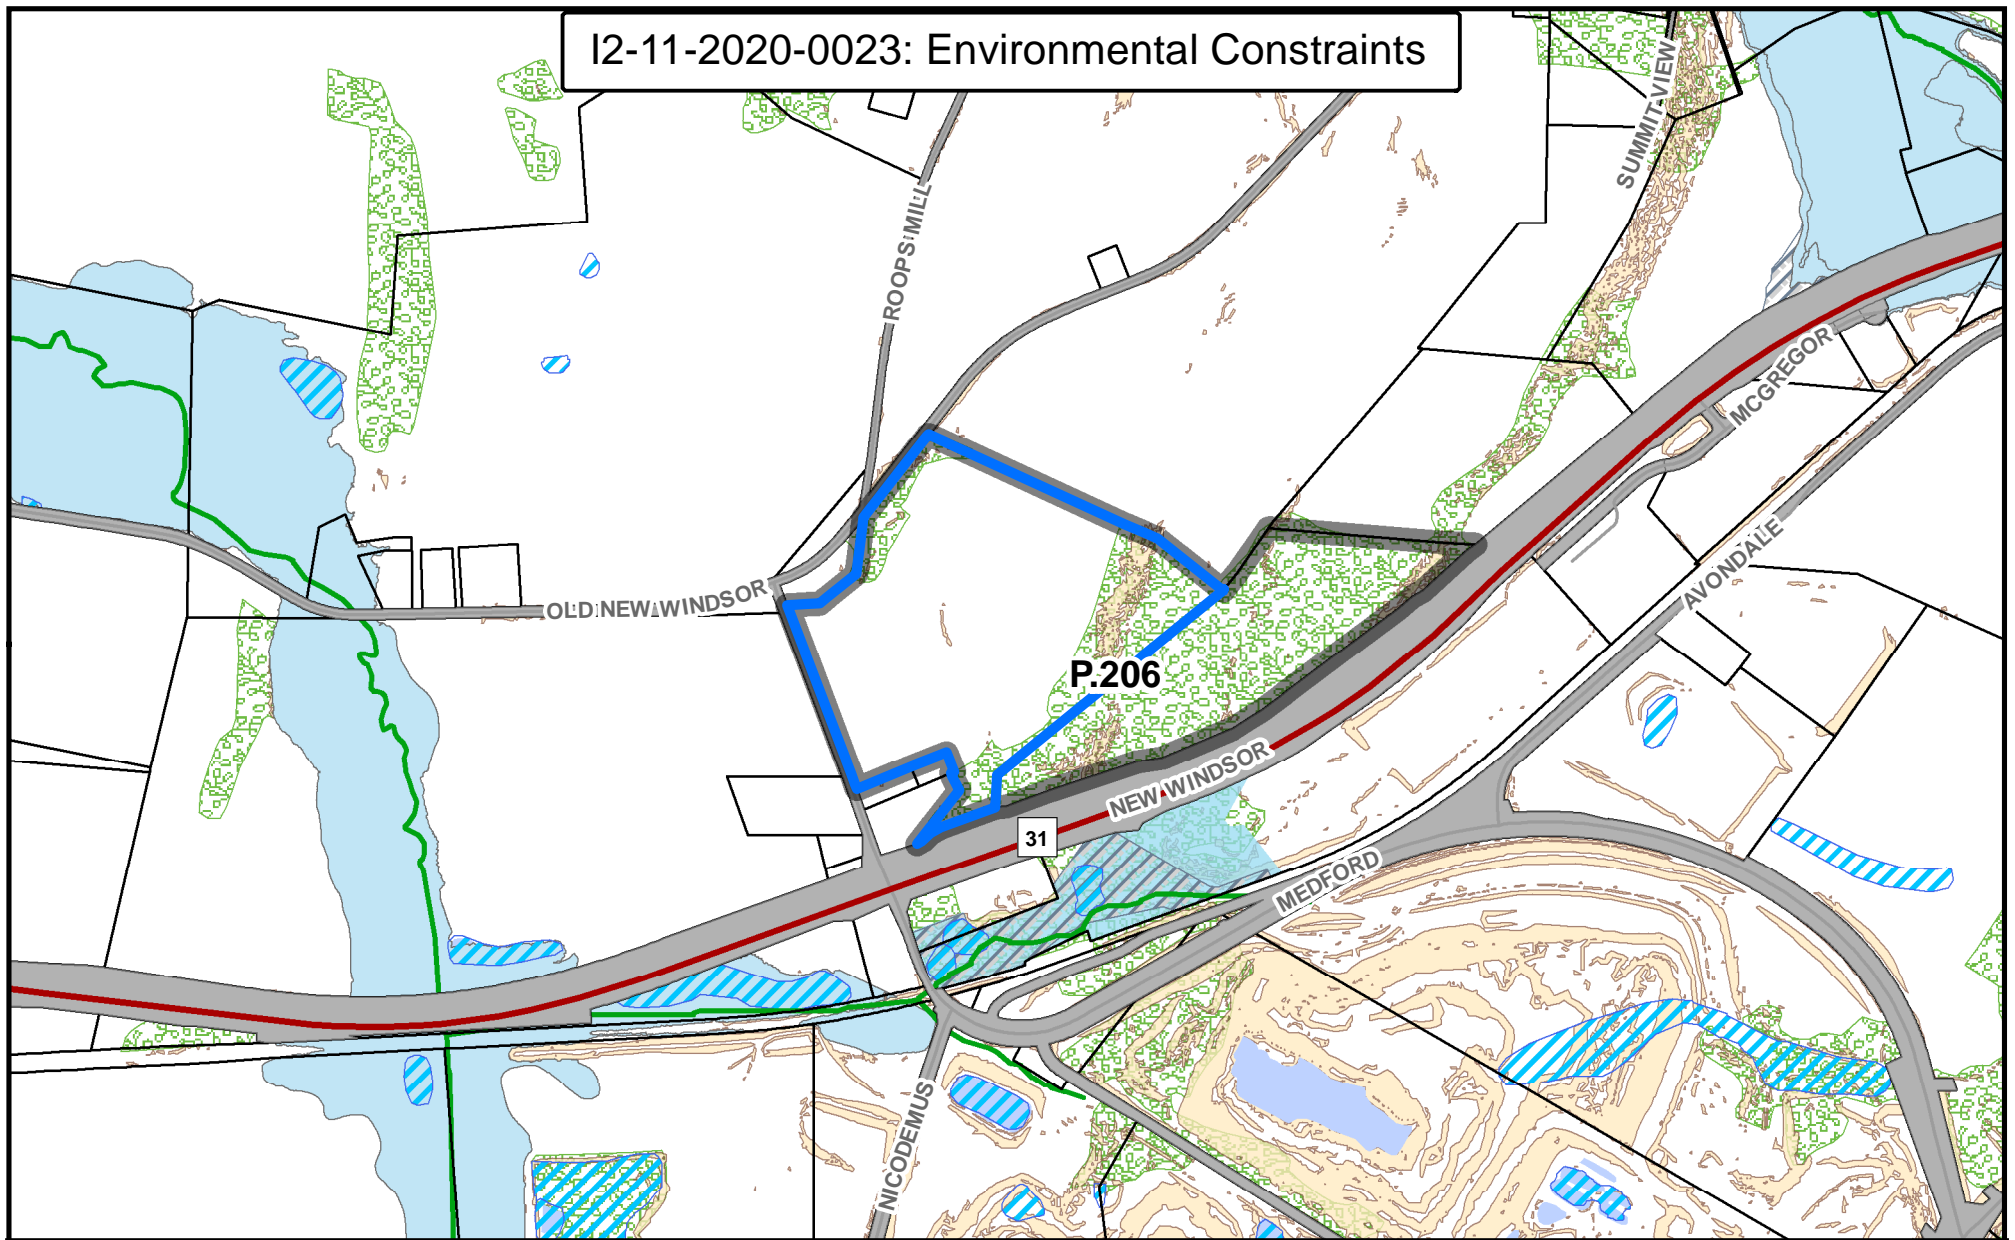 I2-11-2020-0023: Environmental Constraints
SUMMIT VIEW
ROOPS MILL
MCGREGOR
AVONDALE
OLD NEW WINDSOR
P.206
NEW WINDSOR
31
MEDFORD
NICODEMUS